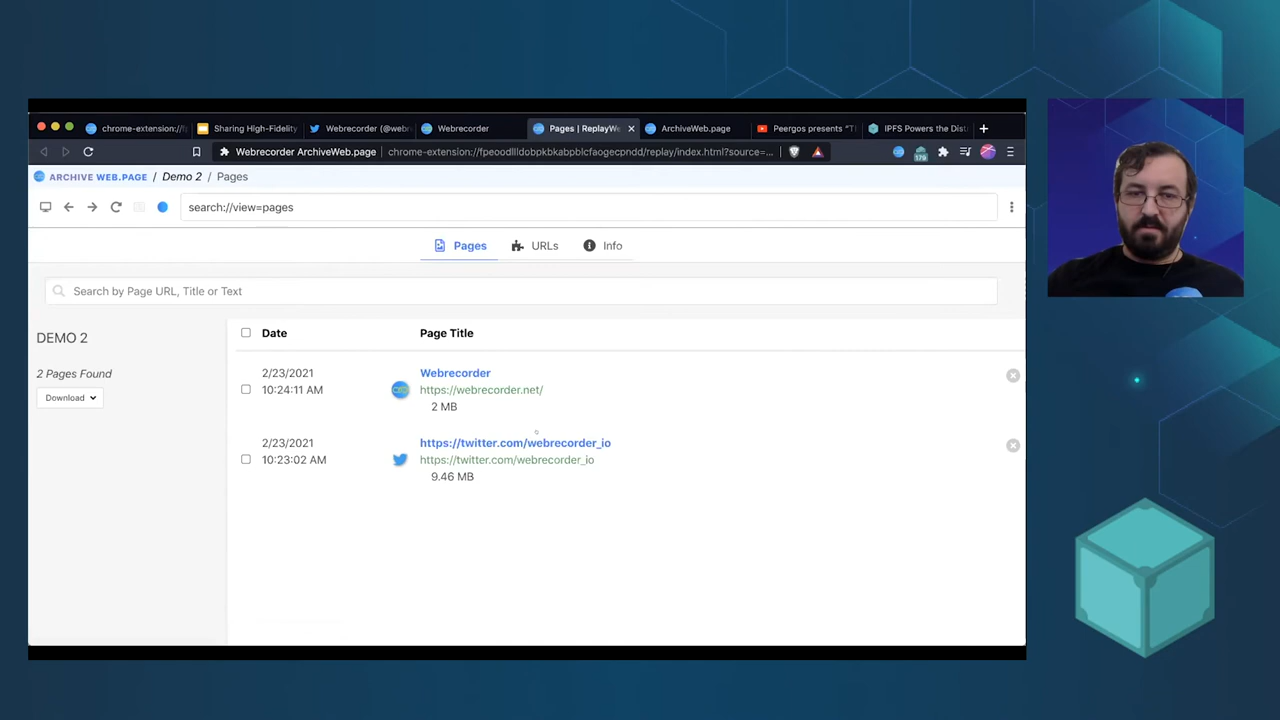 chrome-extension://f
Sharing High-Fidelity
Webrecorder (@webr
Webrecorder
Pages | ReplayWe
ArchiveWeb.page
Peergos presents "T
IPFS Powers the Dist
Webrecorder ArchiveWeb.page
chrome-extension://fpeoodllldobpkbkabpblcfaogecpndd/replay/index.html?source=...
179
ARCHIVE WEB.PAGE / Demo 2 / Pages
search://view=pages
Pages
URLs
Info
Search by Page URL, Title or Text
DEMO 2
2 Pages Found
Download
Date
Page Title
2/23/2021
10:24:11 AM
Webrecorder
https://webrecorder.net/
2 MB
2/23/2021
10:23:02 AM
https://twitter.com/webrecorder_io
https://twitter.com/webrecorder_io
9.46 MB